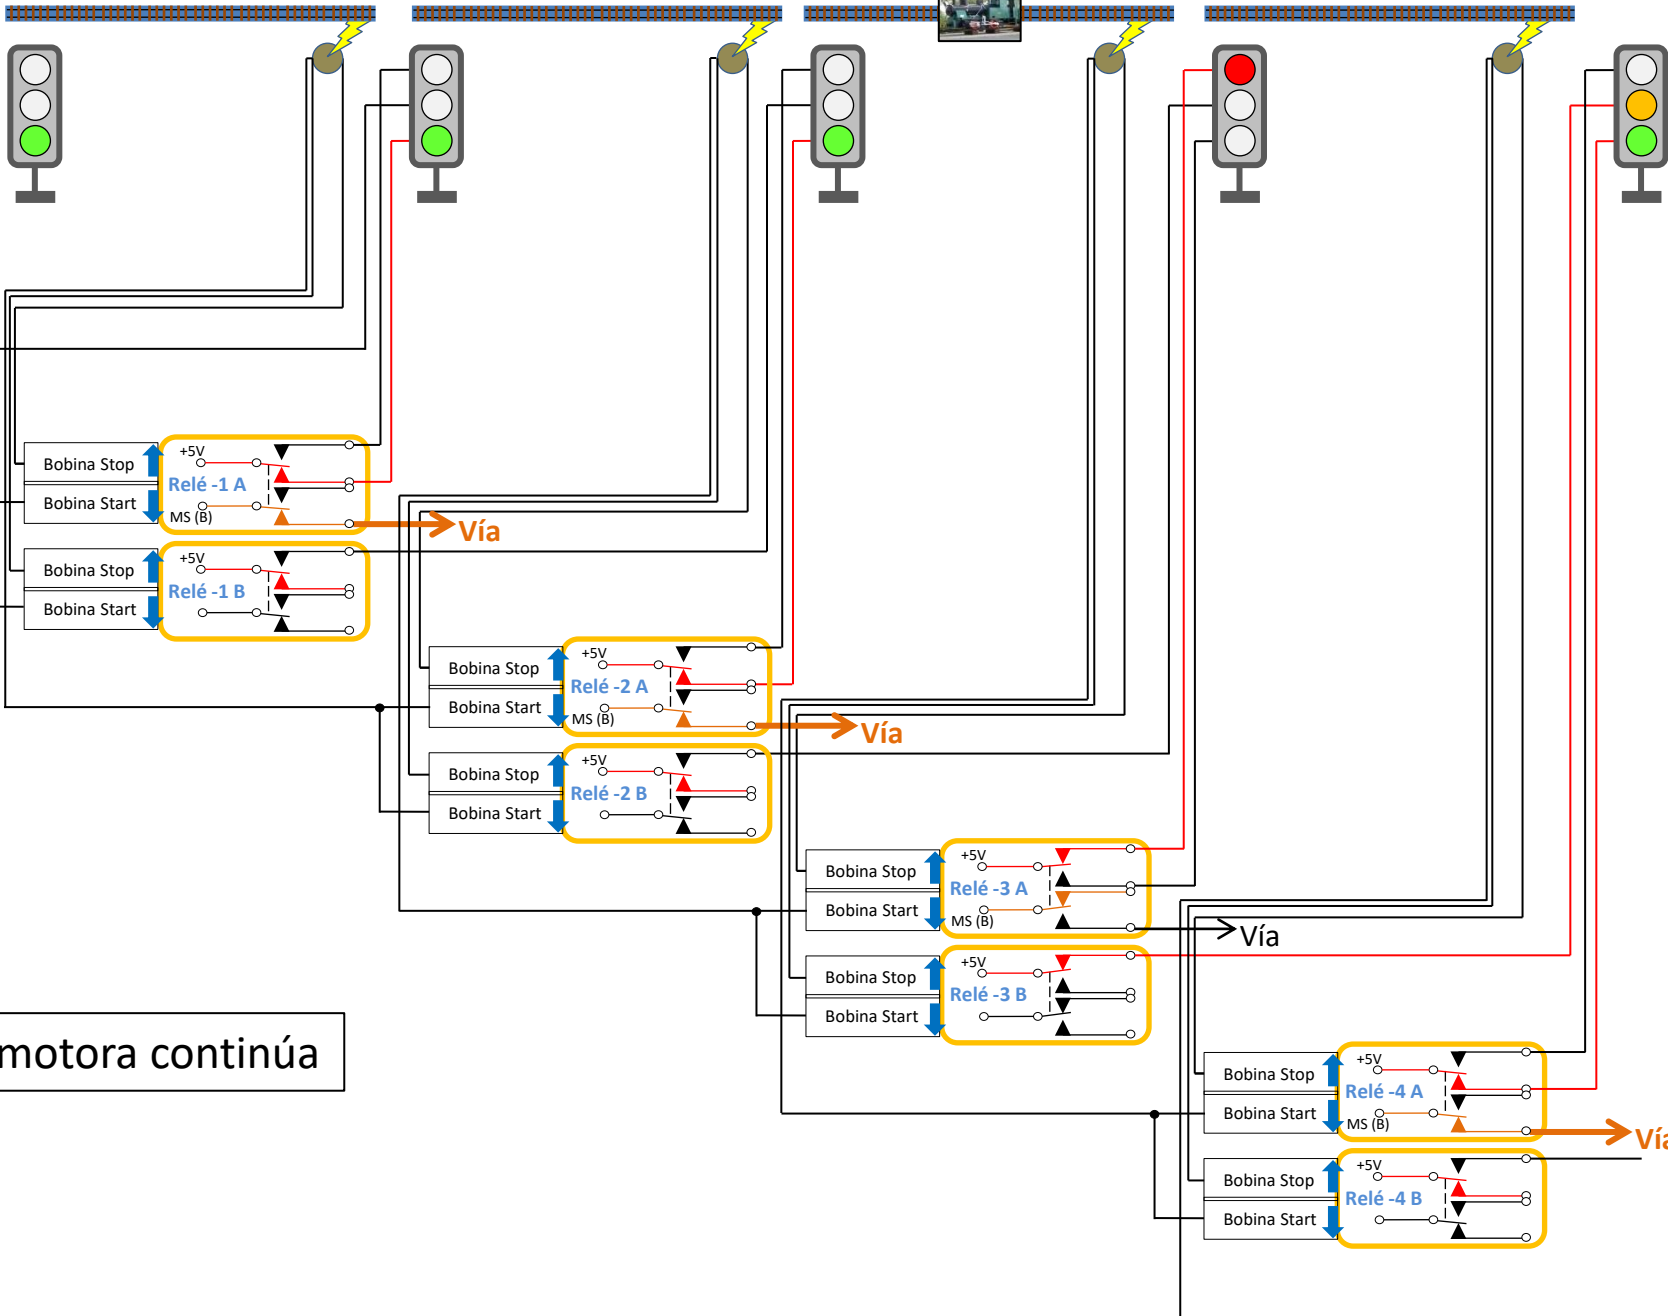 Bobina Stop
Bobina Start
+5V
Relé -1 A
MS (B)
Vía
Bobina Stop
Bobina Start
+5V
Relé -1 B
Bobina Stop
Bobina Start
+5V
Relé -2 A
MS (B)
Vía
Bobina Stop
Bobina Start
+5V
Relé -2 B
Bobina Stop
Bobina Start
+5V
Relé -3 A
MS (B)
Vía
Bobina Stop
Bobina Start
+5V
Relé -3 B
motora continúa
Bobina Stop
Bobina Start
+5V
Relé -4 A
MS (B)
Vía
Bobina Stop
Bobina Start
+5V
Relé -4 B